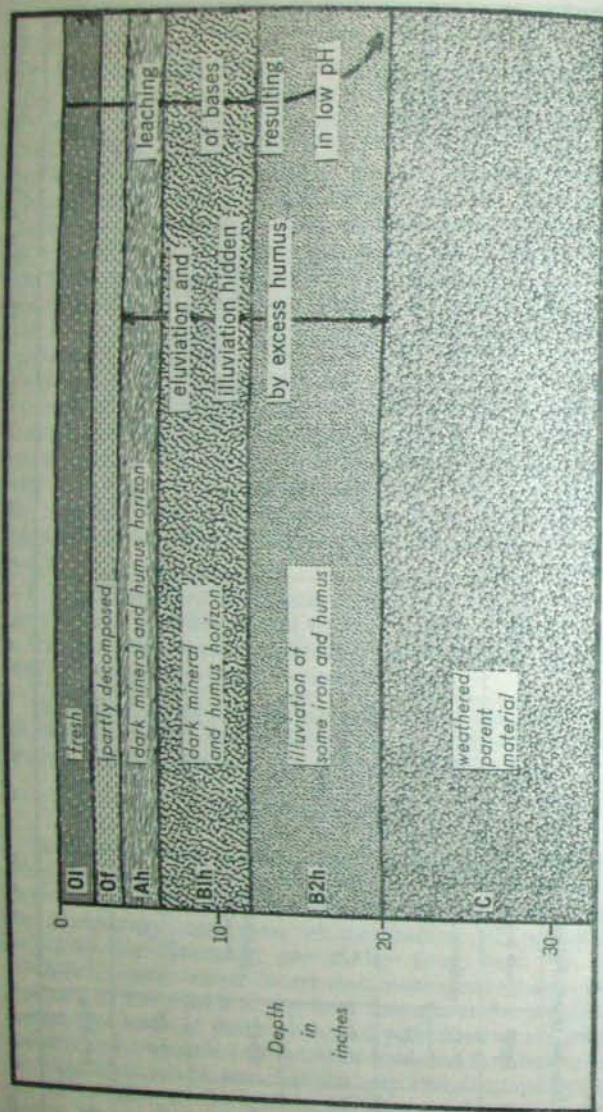 Depth
in
inches
0
10
20
30
Ol
fresh
Of
partly decomposed
Ah
dark mineral and humus horizon
B1h
dark mineral
and humus horizon
B2h
illuviation of
some iron and humus
C
weathered
parent
material
eluviation and
illuviation hidden
by excess humus
leaching
of bases
resulting
in low pH